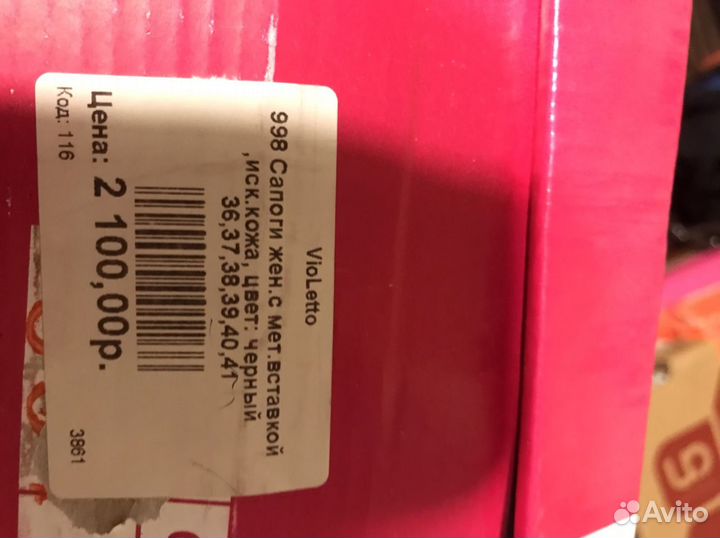 VioLetto
998 Сапоги жен.с мет.вставкой
,иск.кожа, цвет: черный
36,37,38,39,40,41
Цена: 2 100,00р.
Код: 116
3861
5
Avito